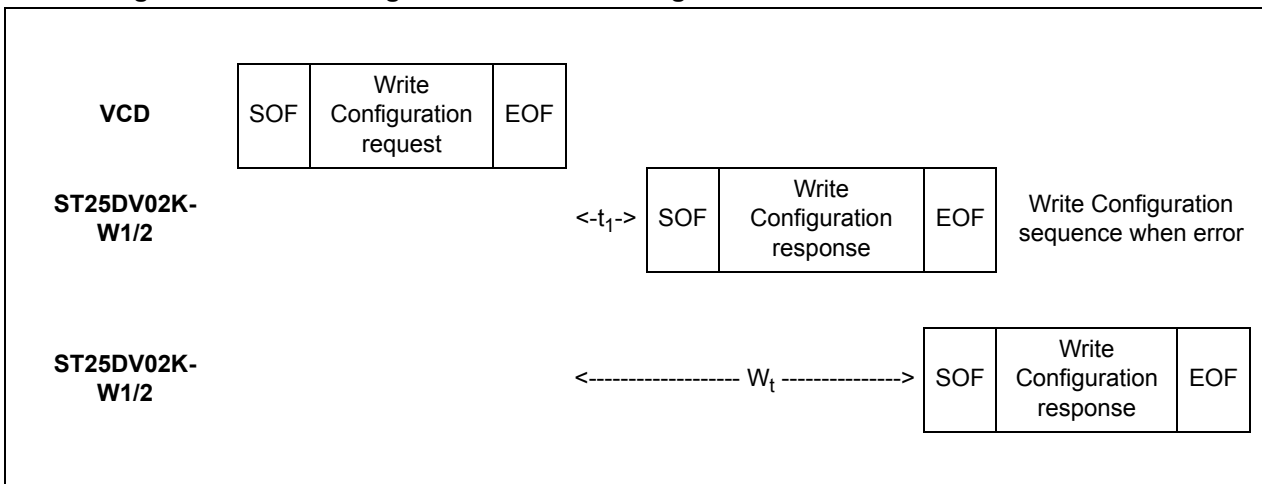 VCD
SOF
Write
Configuration
request
EOF
ST25DV02K-
W1/2
<-t1->
SOF
Write
Configuration
response
EOF
Write Configuration
sequence when error
ST25DV02K-
W1/2
<------------------- Wt --------------->
SOF
Write
Configuration
response
EOF